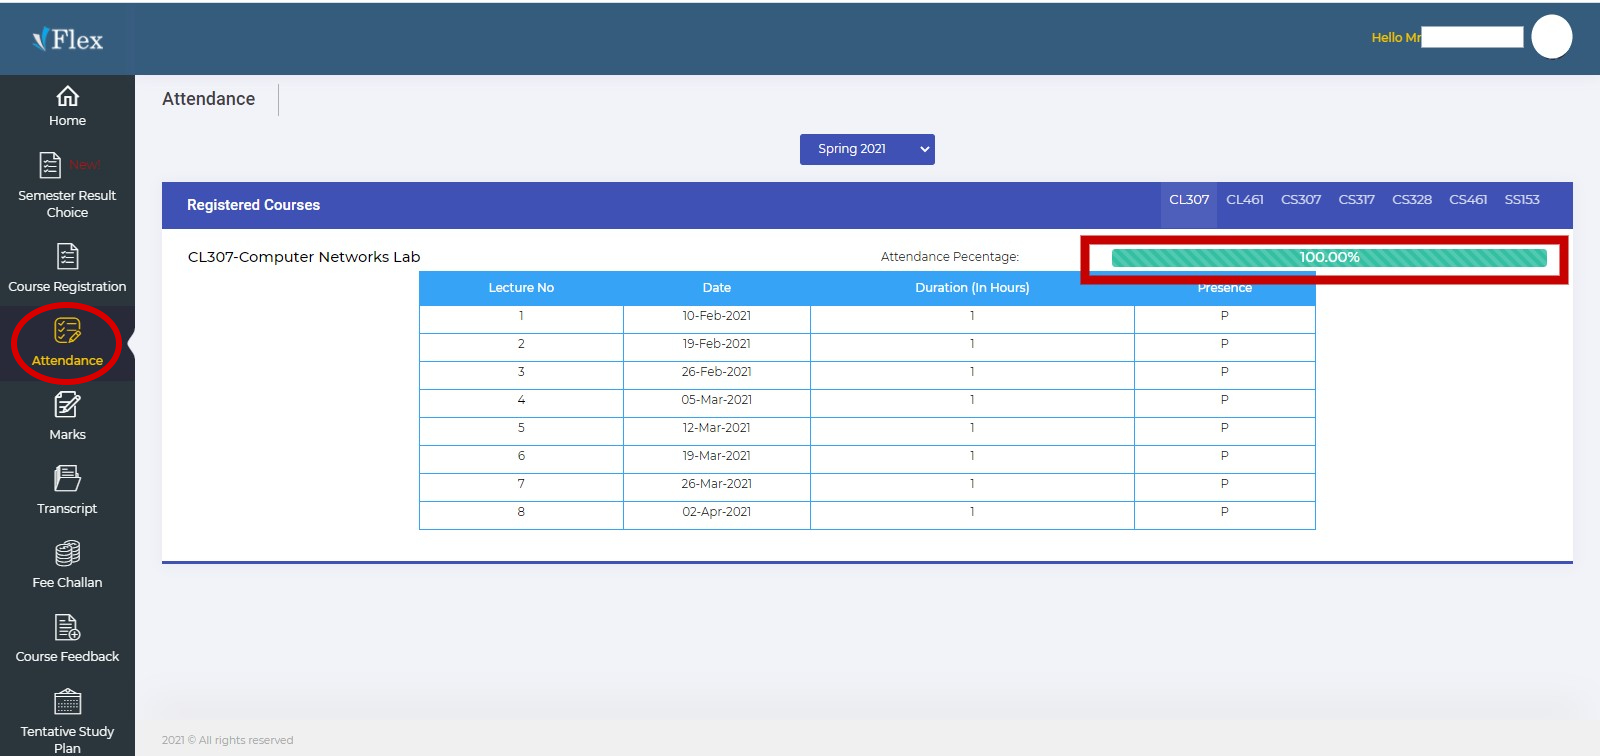 Flex
Hello Mr
Home
New!
Semester Result
Choice
Course Registration
Attendance
Marks
Transcript
Fee Challan
Course Feedback
Tentative Study
Plan
Attendance
Spring 2021
Registered Courses CL307 CL461 CS307 CS317 CS328 CS461 SS153
CL307-Computer Networks Lab Attendance Pecentage: 100.00%
Lecture No Date Duration (In Hours) Presence
1 10-Feb-2021 1 P
2 19-Feb-2021 1 P
3 26-Feb-2021 1 P
4 05-Mar-2021 1 P
5 12-Mar-2021 1 P
6 19-Mar-2021 1 P
7 26-Mar-2021 1 P
8 02-Apr-2021 1 P
2021 © All rights reserved